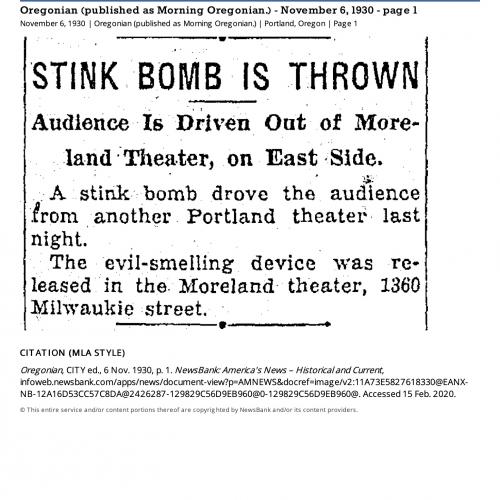 Oregonian (published as Morning Oregonian.) - November 6, 1930 - page 1
November 6, 1930 | Oregonian (published as Morning Oregonian.) | Portland, Oregon | Page 1
STINK BOMB IS THROWN
Audience Is Driven Out of More-
land Theater, on East Side.
A stink bomb drove the audience
from another Portland theater last
night.
The evil-smelling device was re-
leased in the Moreland theater, 1360
Milwaukie street.
CITATION (MLA STYLE)
Oregonian, CITY ed., 6 Nov. 1930, p. 1. NewsBank: America's News – Historical and Current,
infoweb.newsbank.com/apps/news/document-view?p=AMNEWS&docref=image/v2:11A73E5827618330@EANX-
NB-12A16D53CC57C8DA@2426287-129829C56D9EB960@0-129829C56D9EB960@. Accessed 15 Feb. 2020.
© This entire service and/or content portions thereof are copyrighted by NewsBank and/or its content providers.